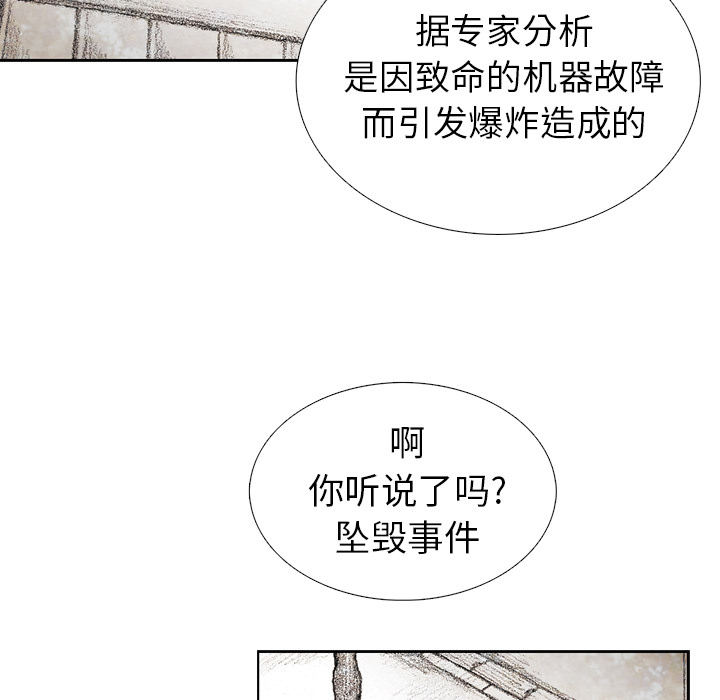 据专家分析
是因致命的机器故障
而引发爆炸造成的
啊
你听说了吗?
坠毁事件